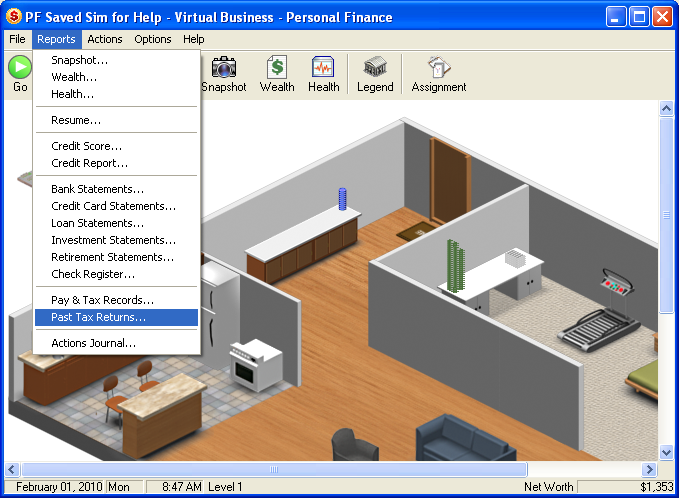 PF Saved Sim for Help - Virtual Business - Personal Finance
File Reports Actions Options Help
Go Snapshot Wealth Health Legend Assignment
Snapshot...
Wealth...
Health...
Resume...
Credit Score...
Credit Report...
Bank Statements...
Credit Card Statements...
Loan Statements...
Investment Statements...
Retirement Statements...
Check Register...
Pay & Tax Records...
Past Tax Returns...
Actions Journal...
February 01, 2010 Mon 8:47 AM Level 1 Net Worth $1,353